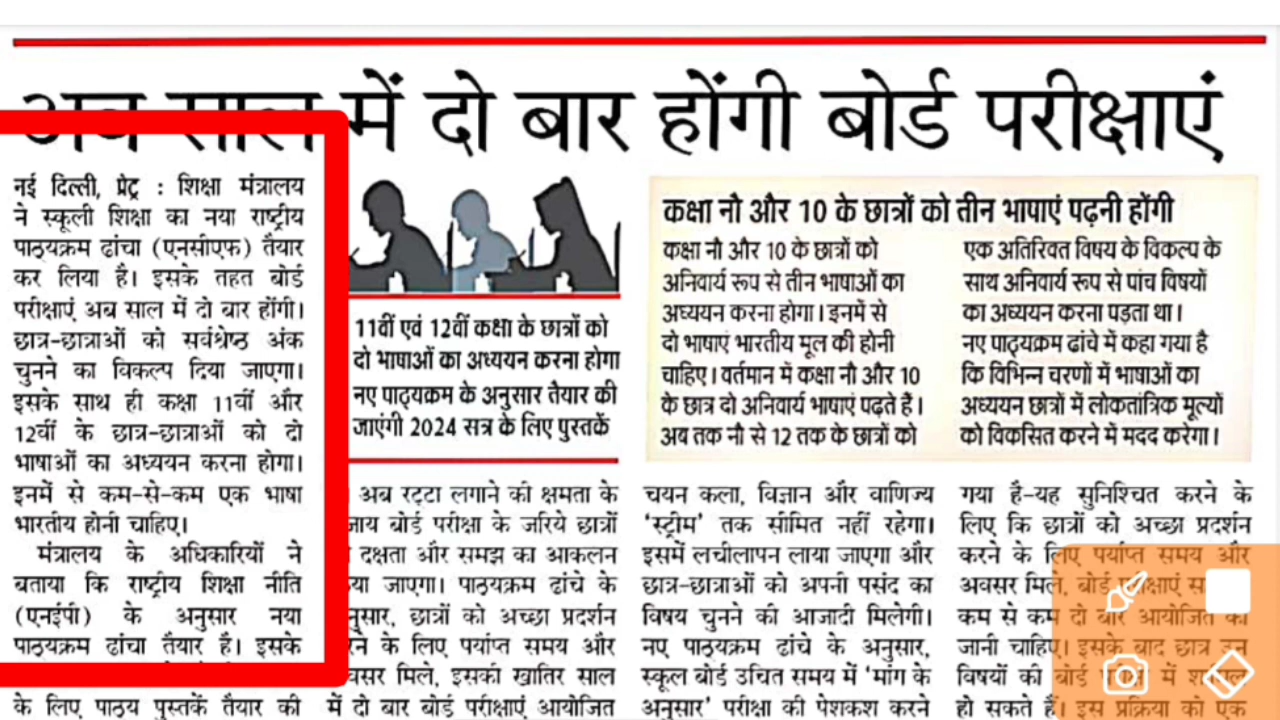 अब साल में दो बार होंगी बोर्ड परीक्षाएं
नई दिल्ली, प्रेट्र : शिक्षा मंत्रालय
ने स्कूली शिक्षा का नया राष्ट्रीय
पाठ्यक्रम ढांचा (एनसीएफ) तैयार
कर लिया है। इसके तहत बोर्ड
परीक्षाएं अब साल में दो बार होंगी।
छात्र-छात्राओं को सर्वश्रेष्ठ अंक
चुनने का विकल्प दिया जाएगा।
इसके साथ ही कक्षा 11वीं और
12वीं के छात्र-छात्राओं को दो
भाषाओं का अध्ययन करना होगा।
इनमें से कम-से-कम एक भाषा
भारतीय होनी चाहिए।
मंत्रालय के अधिकारियों ने
बताया कि राष्ट्रीय शिक्षा नीति
(एनईपी) के अनुसार नया
पाठ्यक्रम ढांचा तैयार है। इसके
के लिए पाठ्य पुस्तकें तैयार की
11वीं एवं 12वीं कक्षा के छात्रों को
दो भाषाओं का अध्ययन करना होगा
नए पाठ्यक्रम के अनुसार तैयार की
जाएंगी 2024 सत्र के लिए पुस्तकें
अब रट्टा लगाने की क्षमता के
बोर्ड परीक्षा के जरिये छात्रों
दक्षता और समझ का आकलन
जाएगा। पाठ्यक्रम ढांचे के
छात्रों को अच्छा प्रदर्शन
के लिए पर्याप्त समय और
मिले, इसकी खातिर साल
में दो बार बोर्ड परीक्षाएं आयोजित
कक्षा नौ और 10 के छात्रों को तीन भाषाएं पढ़नी होंगी
कक्षा नौ और 10 के छात्रों को
अनिवार्य रूप से तीन भाषाओं का
अध्ययन करना होगा। इनमें से
दो भाषाएं भारतीय मूल की होनी
चाहिए। वर्तमान में कक्षा नौ और 10
के छात्र दो अनिवार्य भाषाएं पढ़ते हैं।
अब तक नौ से 12 तक के छात्रों को
एक अतिरिक्त विषय के विकल्प के
साथ अनिवार्य रूप से पांच विषयों
का अध्ययन करना पड़ता था।
नए पाठ्यक्रम ढांचे में कहा गया है
कि विभिन्न चरणों में भाषाओं का
अध्ययन छात्रों में लोकतांत्रिक मूल्यों
को विकसित करने में मदद करेगा।
चयन कला, विज्ञान और वाणिज्य
'स्ट्रीम' तक सीमित नहीं रहेगा।
इसमें लचीलापन लाया जाएगा और
छात्र-छात्राओं को अपनी पसंद का
विषय चुनने की आजादी मिलेगी।
नए पाठ्यक्रम ढांचे के अनुसार,
स्कूल बोर्ड उचित समय में 'मांग के
अनुसार' परीक्षा की पेशकश करने
गया है-यह सुनिश्चित करने के
लिए कि छात्रों को अच्छा प्रदर्शन
करने के लिए पर्याप्त समय और
अवसर मिले, बोर्ड
कम से कम दो बार आयोजित की
जानी चाहिएं। इसके बाद छात्र उन
विषयों की बोर्ड में
हो सकते हैं। इस प्रक्रिया को एक